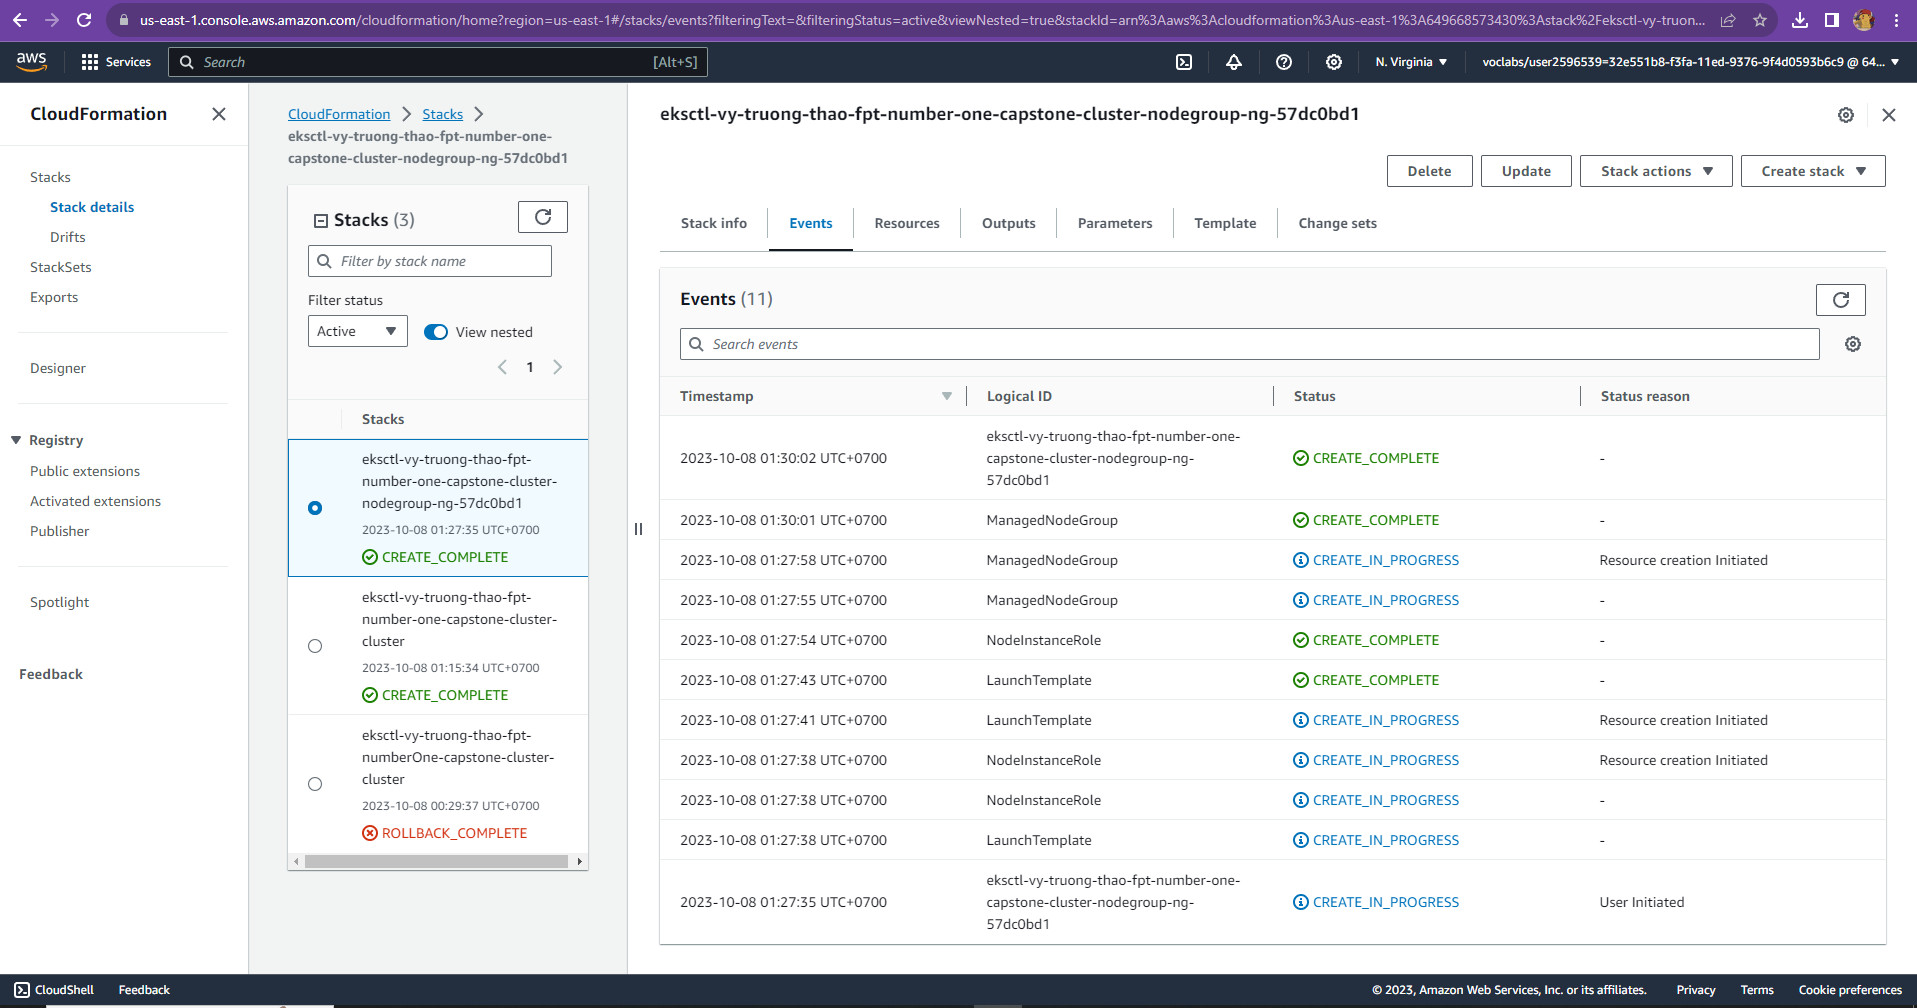 us-east-1.console.aws.amazon.com/cloudformation/home?region=us-east-1#/stacks/events?filteringText=&filteringStatus=active&viewNested=true&stackId=arn%3Aaws%3Acloudformation%3Aus-east-1%3A649668573430%3Astack%2Feksctl-vy-truon...
aws
Services
Search
[Alt+S]
N. Virginia
voclabs/user2596539=32e551b8-f3fa-11ed-9376-9f4d0593b6c9 @ 64...
CloudFormation
Stacks
Stack details
Drifts
StackSets
Exports
Designer
Registry
Public extensions
Activated extensions
Publisher
Spotlight
Feedback
CloudFormation
Stacks
eksctl-vy-truong-thao-fpt-number-one-
capstone-cluster-nodegroup-ng-57dc0bd1
Stacks (3)
Filter by stack name
Filter status
Active
View nested
1
Stacks
eksctl-vy-truong-thao-fpt-
number-one-capstone-cluster-
nodegroup-ng-57dc0bd1
2023-10-08 01:27:35 UTC+0700
CREATE_COMPLETE
eksctl-vy-truong-thao-fpt-
number-one-capstone-cluster-
cluster
2023-10-08 01:15:34 UTC+0700
CREATE_COMPLETE
eksctl-vy-truong-thao-fpt-
numberOne-capstone-cluster-
cluster
2023-10-08 00:29:37 UTC+0700
ROLLBACK_COMPLETE
eksctl-vy-truong-thao-fpt-number-one-capstone-cluster-nodegroup-ng-57dc0bd1
Delete
Update
Stack actions
Create stack
Stack info
Events
Resources
Outputs
Parameters
Template
Change sets
Events (11)
Search events
Timestamp Logical ID Status Status reason
eksctl-vy-truong-thao-fpt-number-one-
2023-10-08 01:30:02 UTC+0700 capstone-cluster-nodegroup-ng- CREATE_COMPLETE -
57dc0bd1
2023-10-08 01:30:01 UTC+0700 ManagedNodeGroup CREATE_COMPLETE -
2023-10-08 01:27:58 UTC+0700 ManagedNodeGroup CREATE_IN_PROGRESS Resource creation Initiated
2023-10-08 01:27:55 UTC+0700 ManagedNodeGroup CREATE_IN_PROGRESS -
2023-10-08 01:27:54 UTC+0700 NodeInstanceRole CREATE_COMPLETE -
2023-10-08 01:27:43 UTC+0700 LaunchTemplate CREATE_COMPLETE -
2023-10-08 01:27:41 UTC+0700 LaunchTemplate CREATE_IN_PROGRESS Resource creation Initiated
2023-10-08 01:27:38 UTC+0700 NodeInstanceRole CREATE_IN_PROGRESS Resource creation Initiated
2023-10-08 01:27:38 UTC+0700 NodeInstanceRole CREATE_IN_PROGRESS -
2023-10-08 01:27:38 UTC+0700 LaunchTemplate CREATE_IN_PROGRESS -
eksctl-vy-truong-thao-fpt-number-one-
2023-10-08 01:27:35 UTC+0700 capstone-cluster-nodegroup-ng- CREATE_IN_PROGRESS User Initiated
57dc0bd1
CloudShell
Feedback
© 2023, Amazon Web Services, Inc. or its affiliates.
Privacy
Terms
Cookie preferences